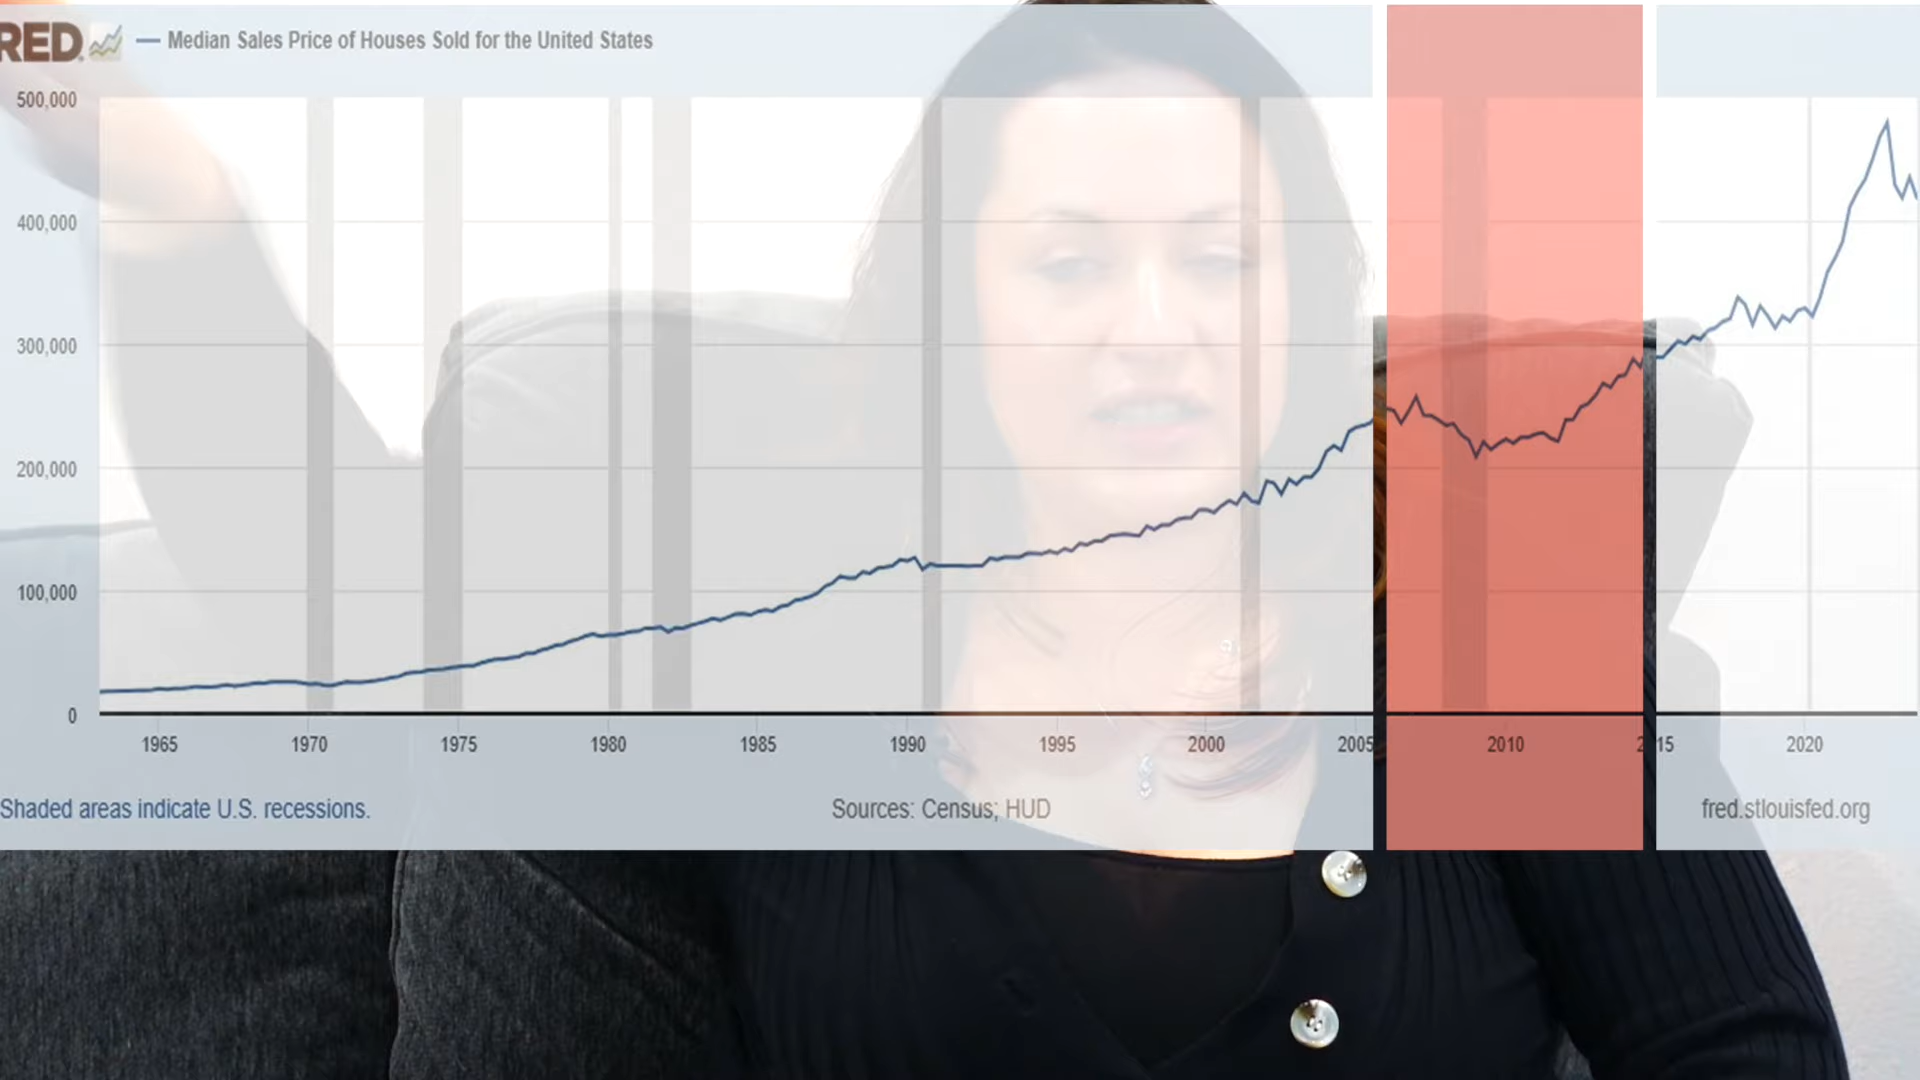 RED
Median Sales Price of Houses Sold for the United States
500,000
400,000
300,000
200,000
100,000
0
1965 1970 1975 1980 1985 1990 1995 2000 2005 2010 2 15 2020
Shaded areas indicate U.S. recessions. Sources: Census; HUD fred.stlouisfed.org